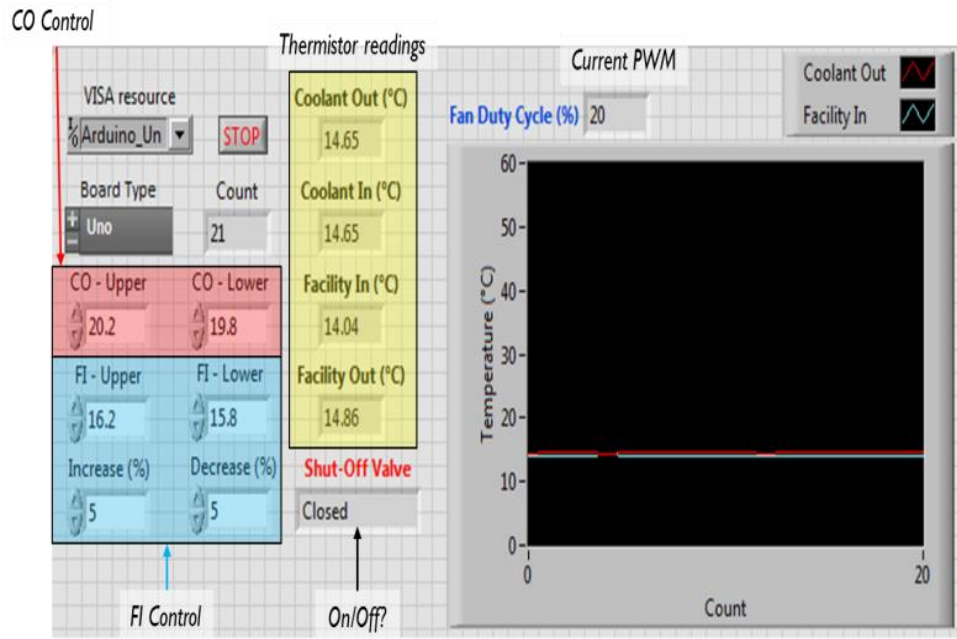 CO Control
Thermistor readings
Current PWM
VISA resource
I/O Arduino_Un
STOP
Board Type
Uno
Count
21
CO - Upper
20.2
CO - Lower
19.8
FI - Upper
16.2
FI - Lower
15.8
Increase (%)
5
Decrease (%)
5
FI Control
Coolant Out (°C)
14.65
Coolant In (°C)
14.65
Facility In (°C)
14.04
Facility Out (°C)
14.86
Shut-Off Valve
Closed
On/Off?
Fan Duty Cycle (%) 20
Coolant Out
Facility In
Temperature (°C)
60
50
40
30
20
10
0
0 20
Count